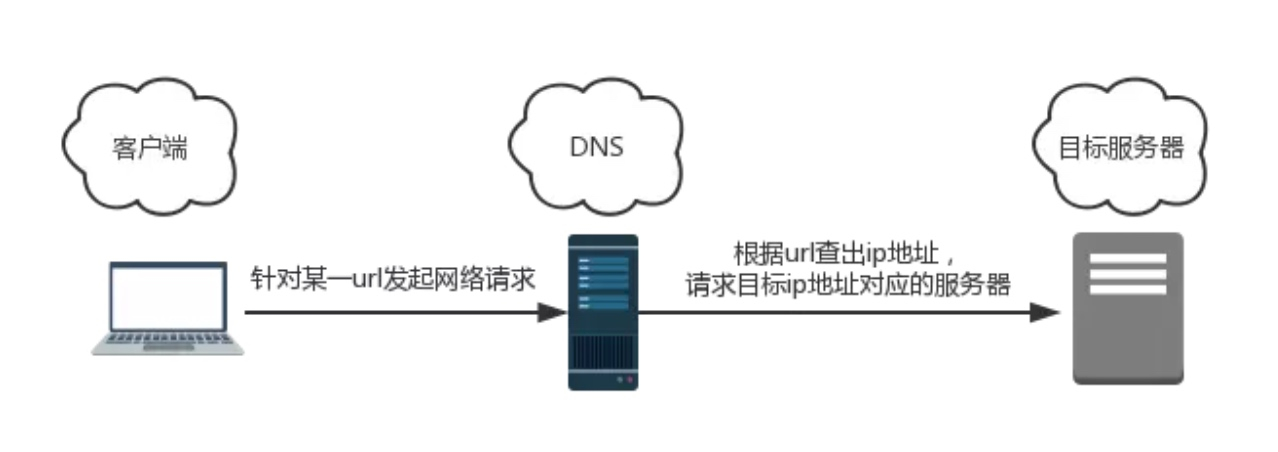 客户端
DNS
目标服务器
针对某一url发起网络请求
根据url查出ip地址，
请求目标ip地址对应的服务器